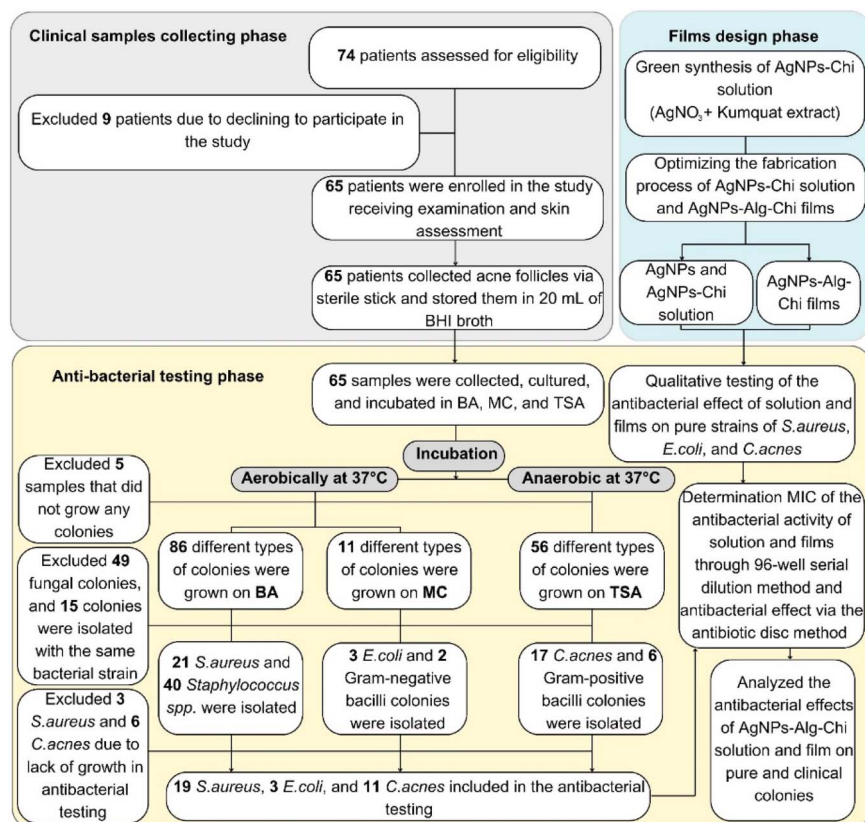 Clinical samples collecting phase
74 patients assessed for eligibility
Excluded 9 patients due to declining to participate in
the study
65 patients were enrolled in the study
receiving examination and skin
assessment
65 patients collected acne follicles via
sterile stick and stored them in 20 mL of
BHI broth
Films design phase
Green synthesis of AgNPs-Chi
solution
(AgNO₃+ Kumquat extract)
Optimizing the fabrication
process of AgNPs-Chi solution
and AgNPs-Alg-Chi films
AgNPs and
AgNPs-Chi
solution
AgNPs-Alg-
Chi films
Anti-bacterial testing phase
65 samples were collected, cultured,
and incubated in BA, MC, and TSA
Incubation
Aerobically at 37°C
Anaerobic at 37°C
Excluded 5
samples that did
not grow any
colonies
86 different types
of colonies were
grown on BA
11 different types
of colonies were
grown on MC
56 different types
of colonies were
grown on TSA
Excluded 49
fungal colonies,
and 15 colonies
were isolated
with the same
bacterial strain
21 S.aureus and
40 Staphylococcus
spp. were isolated
3 E.coli and 2
Gram-negative
bacilli colonies
were isolated
17 C.acnes and 6
Gram-positive
bacilli colonies
were isolated
Excluded 3
S.aureus and 6
C.acnes due to
lack of growth in
antibacterial
testing
19 S.aureus, 3 E.coli, and 11 C.acnes included in the antibacterial
testing
Qualitative testing of the
antibacterial effect of solution and
films on pure strains of S.aureus,
E.coli, and C.acnes
Determination MIC of the
antibacterial activity of
solution and films
through 96-well serial
dilution method and
antibacterial effect via the
antibiotic disc method
Analyzed the
antibacterial effects
of AgNPs-Alg-Chi
solution and film on
pure and clinical
colonies